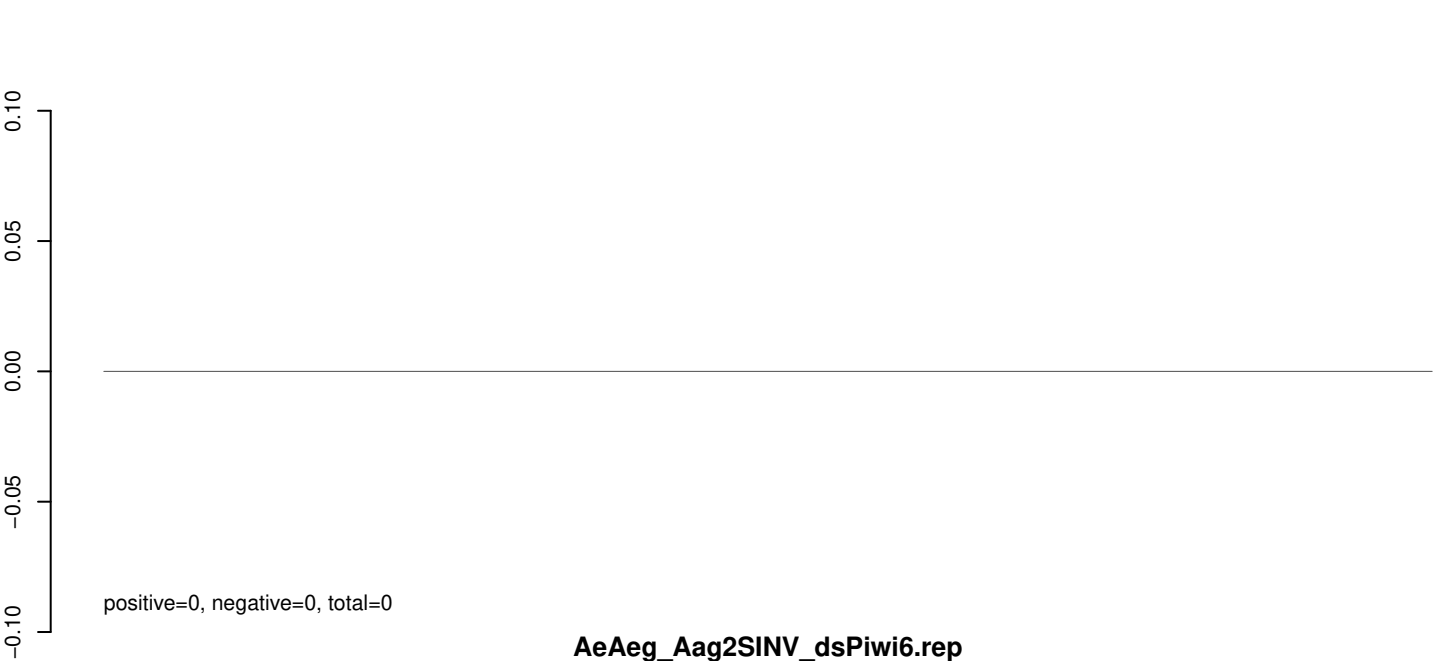 0.10
0.05
0.00
−0.05
−0.10
positive=0, negative=0, total=0
AeAeg_Aag2SINV_dsPiwi6.rep